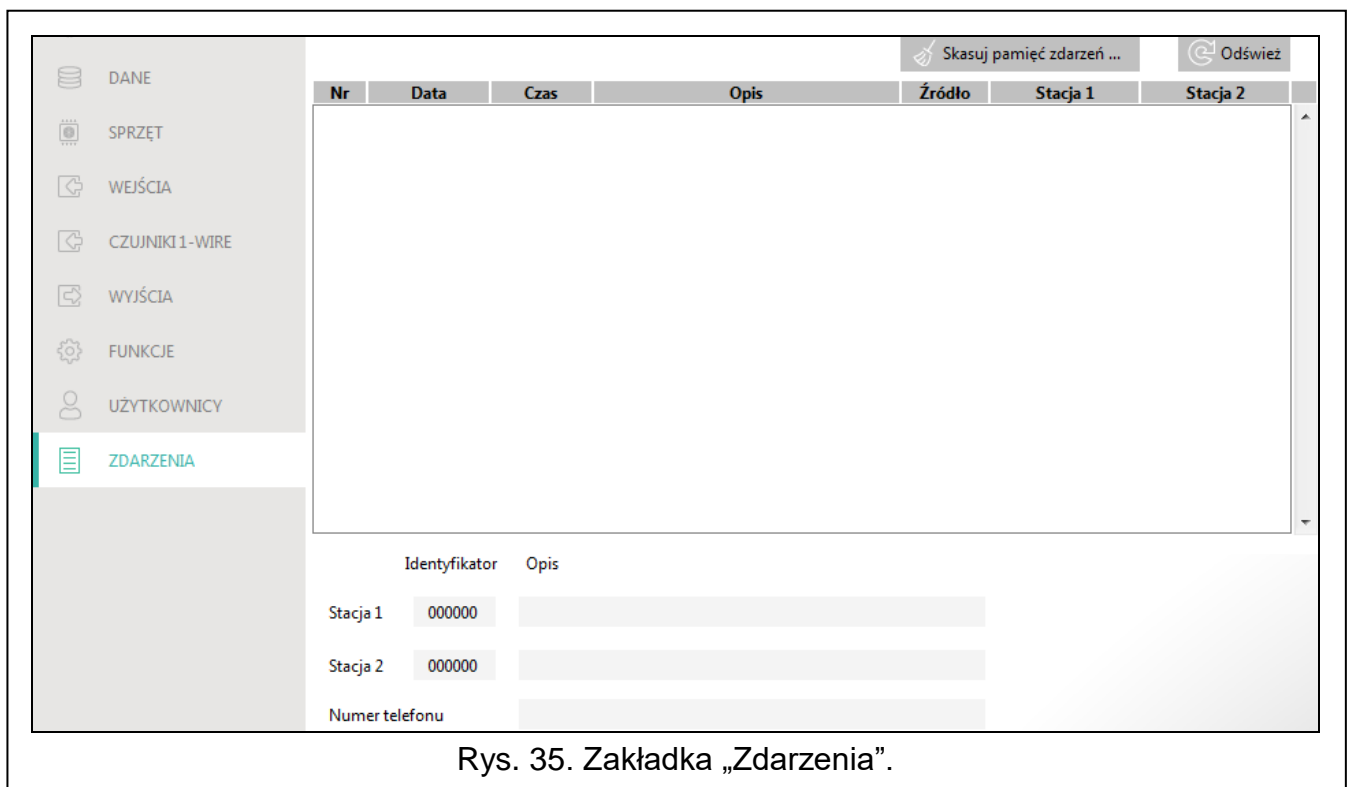 Skasuj pamięć zdarzeń ... Odśwież
DANE
Nr Data Czas Opis Źródło Stacja 1 Stacja 2
SPRZĘT
WEJŚCIA
CZUJNIKI 1-WIRE
WYJŚCIA
FUNKCJE
UŻYTKOWNICY
ZDARZENIA
Identyfikator Opis
Stacja 1 000000
Stacja 2 000000
Numer telefonu
Rys. 35. Zakładka „Zdarzenia”.